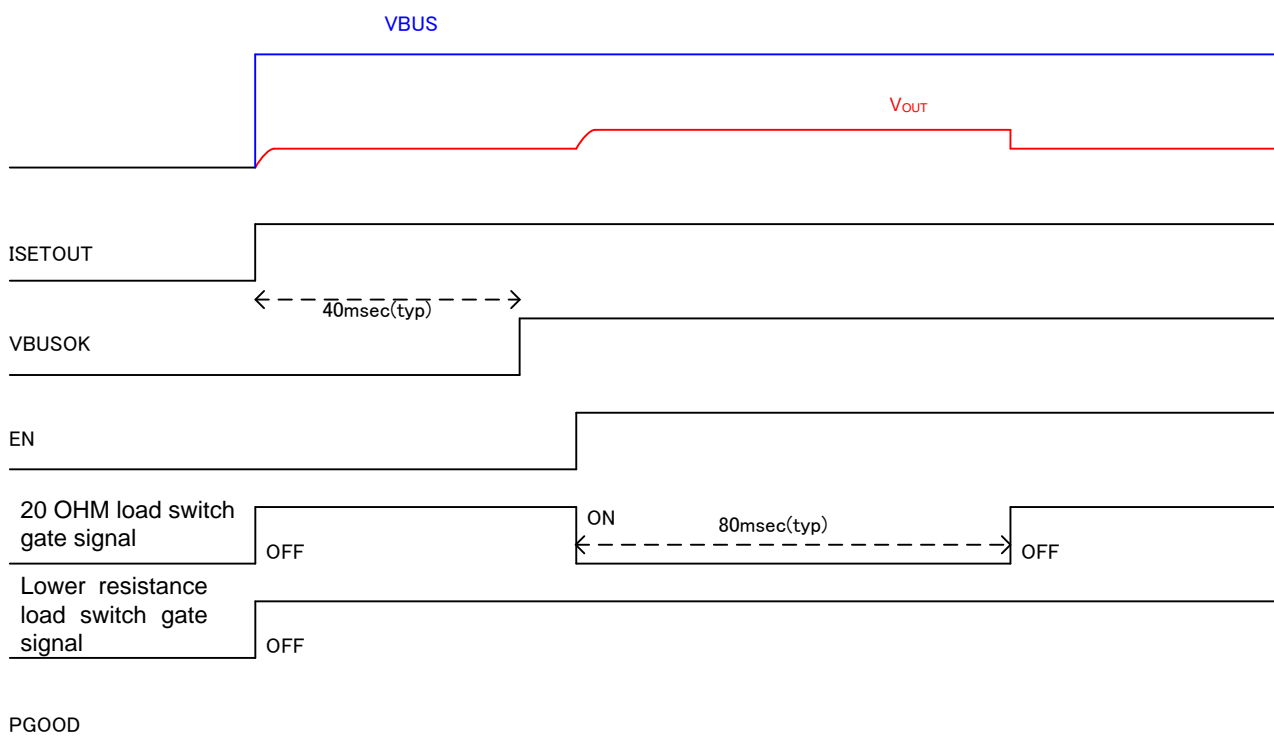 VBUS
VOUT
ISETOUT
40msec(typ)
VBUSOK
EN
20 OHM load switch
gate signal
OFF
ON
80msec(typ)
OFF
Lower resistance
load switch gate
signal
OFF
PGOOD